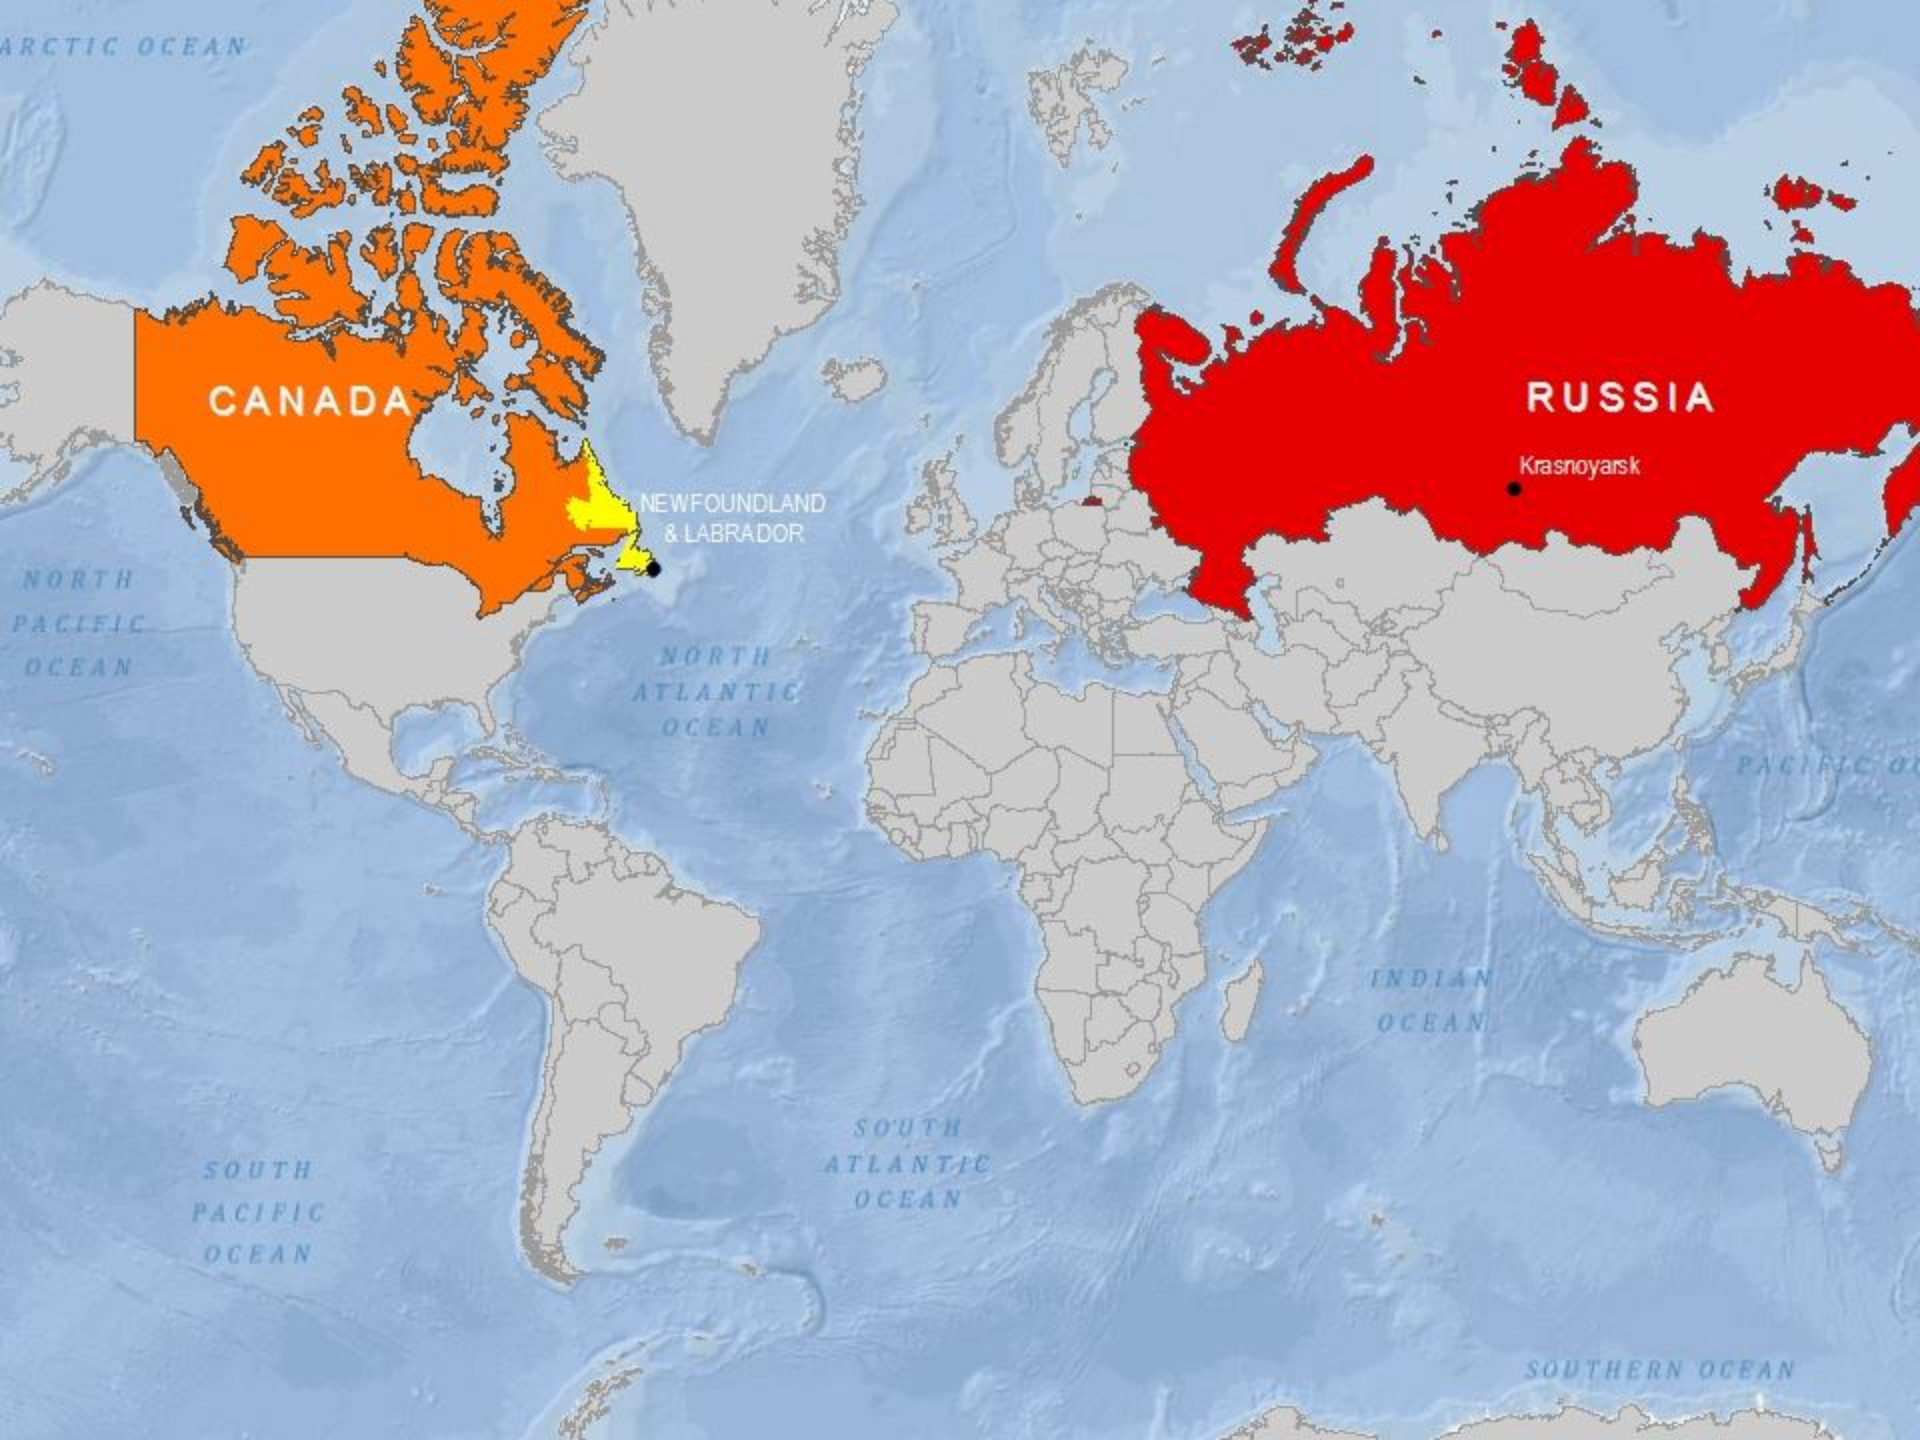 ARCTIC OCEAN
CANADA
RUSSIA
Krasnoyarsk
NEWFOUNDLAND
& LABRADOR
NORTH
PACIFIC
OCEAN
NORTH
ATLANTIC
OCEAN
PACIFIC
INDIAN
OCEAN
SOUTH
ATLANTIC
OCEAN
SOUTH
PACIFIC
OCEAN
SOUTHERN OCEAN